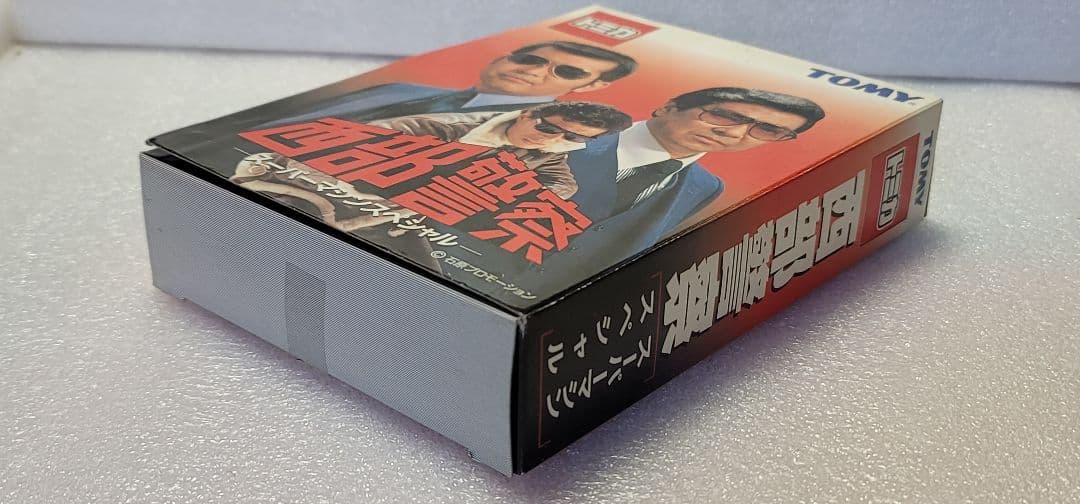 トミカ
TOMY
西部警察
スーパーマシンスペシャル
©石原プロモーション
TOMY
トミカ
西部警察
スーパーマシン
スペシャル